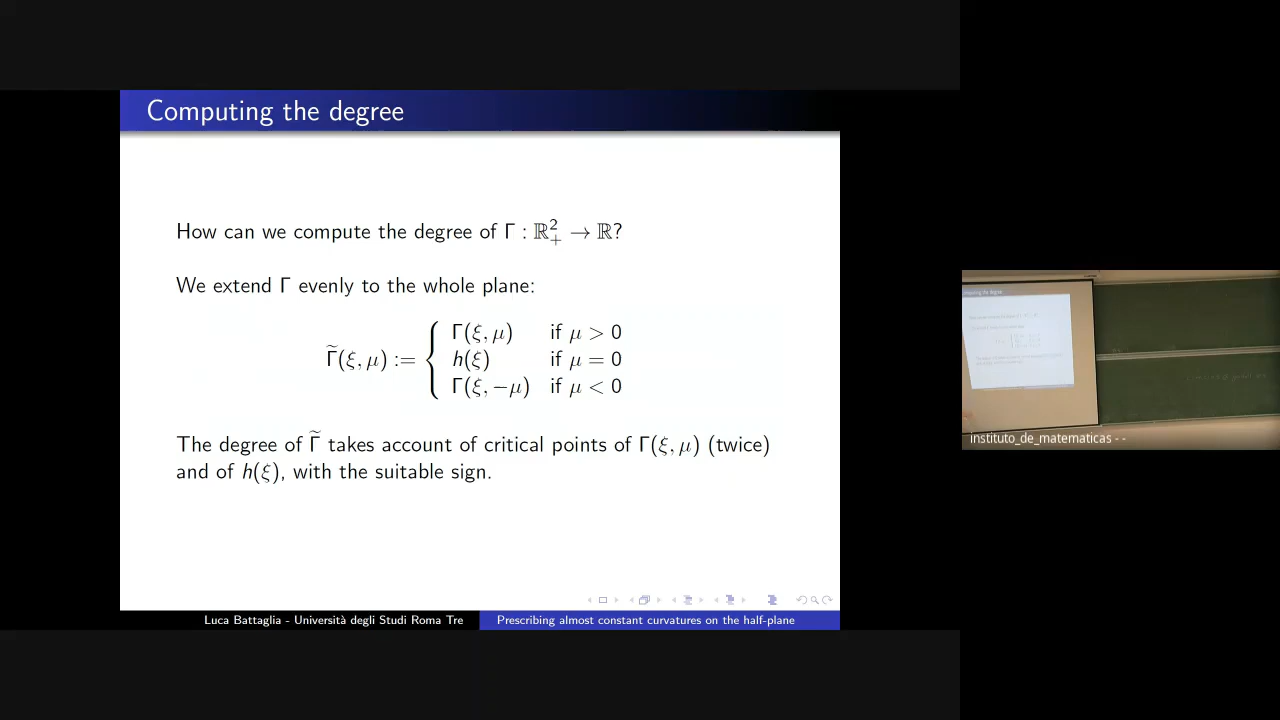 Computing the degree
How can we compute the degree of Γ : ℝ²₊ → ℝ?
We extend Γ evenly to the whole plane:
Γ(ξ, μ) if μ > 0
Γ̃(ξ, μ) := { h(ξ) if μ = 0
Γ(ξ, −μ) if μ < 0
The degree of Γ̃ takes account of critical points of Γ(ξ, μ) (twice)
and of h(ξ), with the suitable sign.
Luca Battaglia - Università degli Studi Roma Tre
Prescribing almost constant curvatures on the half-plane
instituto_de_matematicas - -